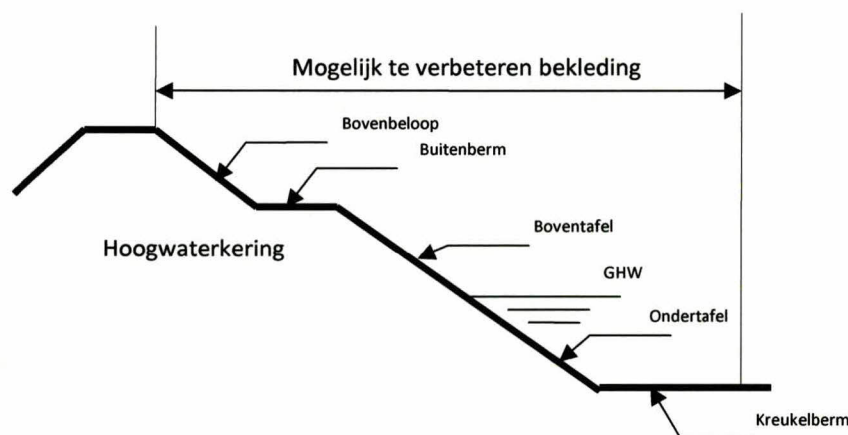 Mogelijk te verbeteren bekleding
Bovenbeloop
Buitenberm
Hoogwaterkering
Boventafel
GHW
Ondertafel
Kreukelberm